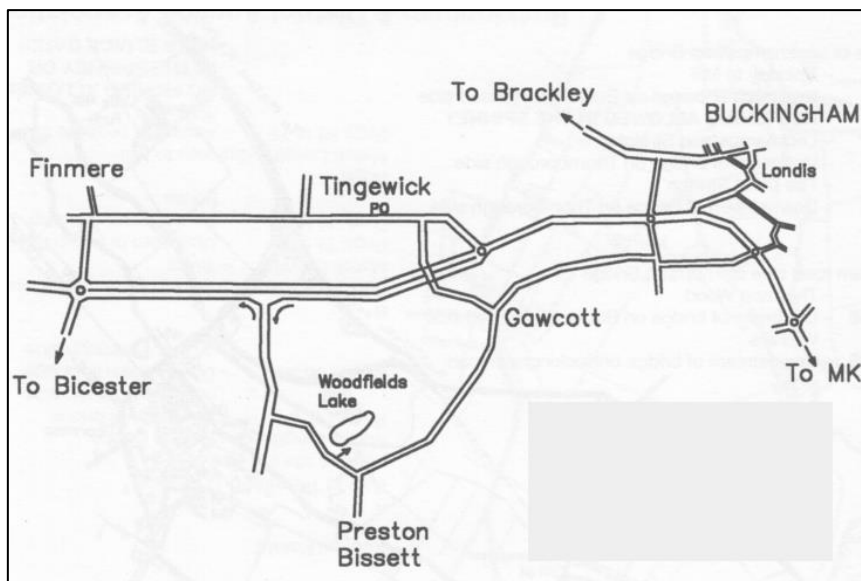 To Brackley
BUCKINGHAM
Londis
Finmere
Tingewick
PO
Gawcott
To Bicester
Woodfields
Lake
To MK
Preston
Bissett